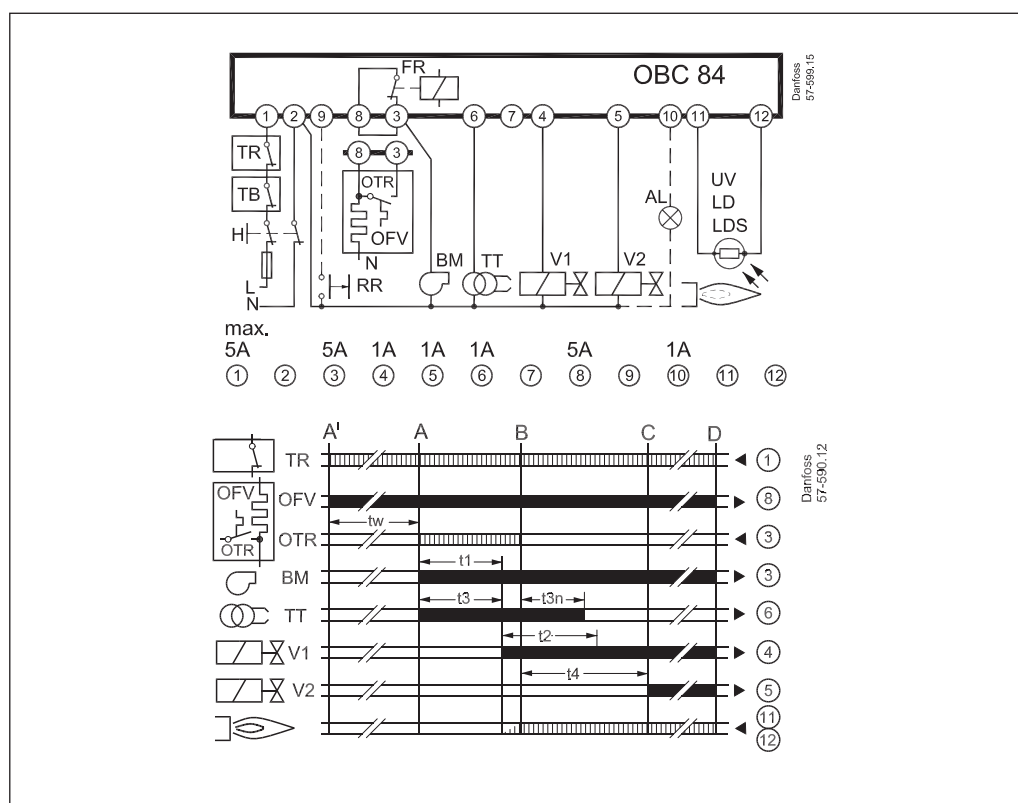 OBC 84
Danfoss
57-599.15
FR
1 2 9 8 3 6 7 4 5 10 11 12
TR
8 3
TB
OTR
OFV
UV
LD
LDS
AL
H
N
BM TT V1 V2
RR
L
N
max.
5A 5A 1A 1A 1A 5A 1A
1 2 3 4 5 6 7 8 9 10 11 12
A' A B C D
TR 1
Danfoss
57-590.12
OFV
OFV 8
tw
OTR
OTR 3
t1
BM 3
t3 t3n
TT 6
t2
V1 4
t4
V2 5
11
12